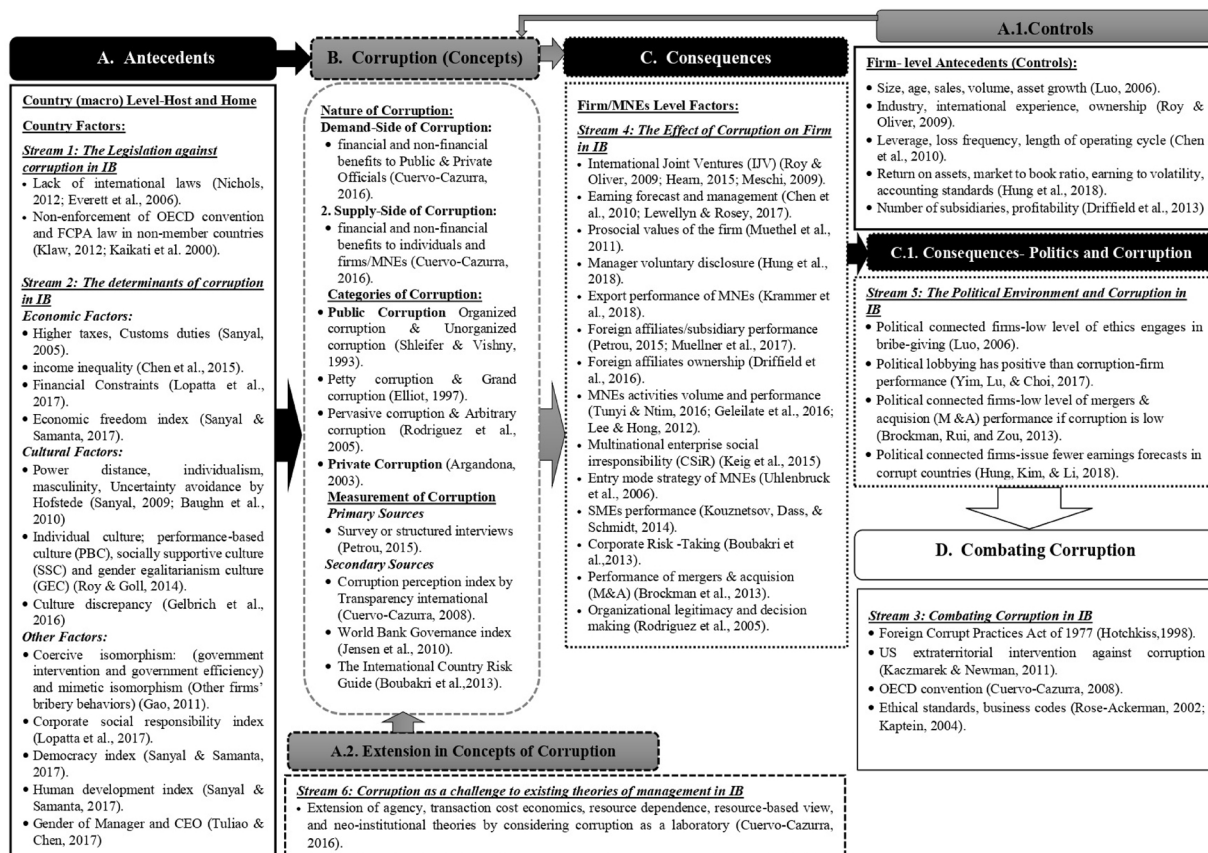 A. Antecedents
Country (macro) Level-Host and Home
Country Factors:
Stream 1: The Legislation against
corruption in IB
• Lack of international laws (Nichols,
2012; Everett et al., 2006).
• Non-enforcement of OECD convention
and FCPA law in non-member countries
(Klaw, 2012; Kaikati et al. 2000).
Stream 2: The determinants of corruption
in IB
Economic Factors:
• Higher taxes, Customs duties (Sanyal,
2005).
• income inequality (Chen et al., 2015).
• Financial Constraints (Lopatta et al.,
2017).
• Economic freedom index (Sanyal &
Samanta, 2017).
Cultural Factors:
• Power distance, individualism,
masculinity, Uncertainty avoidance by
Hofstede (Sanyal, 2009; Baughn et al.,
2010)
• Individual culture; performance-based
culture (PBC), socially supportive culture
(SSC) and gender egalitarianism culture
(GEC) (Roy & Goll, 2014).
• Culture discrepancy (Gelbrich et al.,
2016)
Other Factors:
• Coercive isomorphism: (government
intervention and government efficiency)
and mimetic isomorphism (Other firms'
bribery behaviors) (Gao, 2011).
• Corporate social responsibility index
(Lopatta et al., 2017).
• Democracy index (Sanyal & Samanta,
2017).
• Human development index (Sanyal &
Samanta, 2017).
• Gender of Manager and CEO (Tuliao &
Chen, 2017)
B. Corruption (Concepts)
Nature of Corruption:
Demand-Side of Corruption:
• financial and non-financial
benefits to Public & Private
Officials (Cuervo-Cazurra,
2016).
2. Supply-Side of Corruption:
• financial and non-financial
benefits to individuals and
firms/MNEs (Cuervo-Cazurra,
2016).
Categories of Corruption:
• Public Corruption Organized
corruption & Unorganized
corruption (Shleifer & Vishny,
1993).
• Petty corruption & Grand
corruption (Elliot, 1997).
• Pervasive corruption & Arbitrary
corruption (Rodriguez et al.,
2005).
• Private Corruption (Argandona,
2003).
Measurement of Corruption
Primary Sources
• Survey or structured interviews
(Petrou, 2015).
Secondary Sources
• Corruption perception index by
Transparency international
(Cuervo-Cazurra, 2008).
• World Bank Governance index
(Jensen et al., 2010).
• The International Country Risk
Guide (Boubakri et al.,2013).
A.2. Extension in Concepts of Corruption
Stream 6: Corruption as a challenge to existing theories of management in IB
• Extension of agency, transaction cost economics, resource dependence, resource-based view,
and neo-institutional theories by considering corruption as a laboratory (Cuervo-Cazurra,
2016).
C. Consequences
Firm/MNEs Level Factors:
Stream 4: The Effect of Corruption on Firm
in IB
• International Joint Ventures (IJV) (Roy &
Oliver, 2009; Hearn, 2015; Meschi, 2009).
• Earning forecast and management (Chen
et al., 2010; Lewellyn & Rosey, 2017).
• Prosocial values of the firm (Muethel et al.,
2011).
• Manager voluntary disclosure (Hung et al.,
2018).
• Export performance of MNEs (Krammer et
al., 2018).
• Foreign affiliates/subsidiary performance
(Petrou, 2015; Muellner et al., 2017).
• Foreign affiliates ownership (Driffield et
al., 2016).
• MNEs activities volume and performance
(Tunyi & Ntim, 2016; Geleilate et al., 2016;
Lee & Hong, 2012).
• Multinational enterprise social
irresponsibility (CSiR) (Keig et al., 2015)
• Entry mode strategy of MNEs (Uhlenbruck
et al., 2006).
• SMEs performance (Kouznetsov, Dass, &
Schmidt, 2014).
• Corporate Risk -Taking (Boubakri et
al.,2013).
• Performance of mergers & acquision
(M&A) (Brockman et al., 2013).
• Organizational legitimacy and decision
making (Rodriguez et al., 2005).
A.1.Controls
Firm- level Antecedents (Controls):
• Size, age, sales, volume, asset growth (Luo, 2006).
• Industry, international experience, ownership (Roy &
Oliver, 2009).
• Leverage, loss frequency, length of operating cycle (Chen
et al., 2010).
• Return on assets, market to book ratio, earning to volatility,
accounting standards (Hung et al., 2018).
• Number of subsidiaries, profitability (Driffield et al., 2013)
C.1. Consequences- Politics and Corruption
Stream 5: The Political Environment and Corruption in
IB
• Political connected firms-low level of ethics engages in
bribe-giving (Luo, 2006).
• Political lobbying has positive than corruption-firm
performance (Yim, Lu, & Choi, 2017).
• Political connected firms-low level of mergers &
acquision (M &A) performance if corruption is low
(Brockman, Rui, and Zou, 2013).
• Political connected firms-issue fewer earnings forecasts in
corrupt countries (Hung, Kim, & Li, 2018).
D. Combating Corruption
Stream 3: Combating Corruption in IB
• Foreign Corrupt Practices Act of 1977 (Hotchkiss,1998).
• US extraterritorial intervention against corruption
(Kaczmarek & Newman, 2011).
• OECD convention (Cuervo-Cazurra, 2008).
• Ethical standards, business codes (Rose-Ackerman, 2002;
Kaptein, 2004).